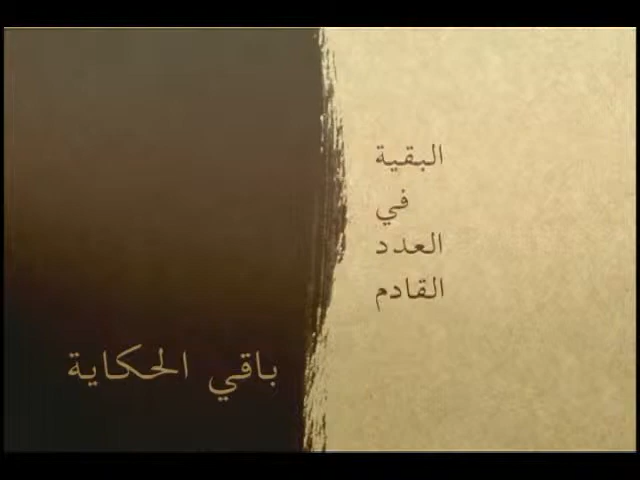 البقية
في
العدد
القادم
باقي الحكاية